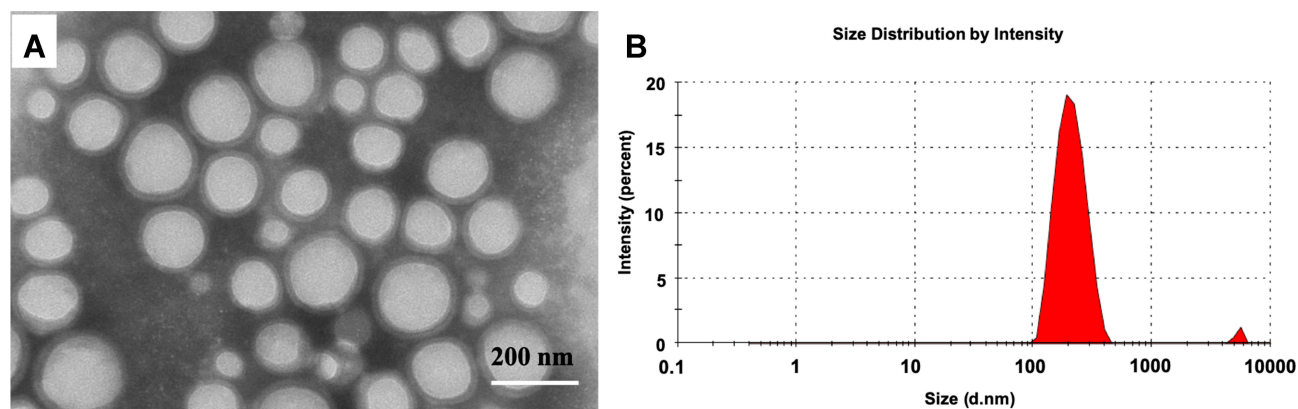 A
200 nm
B
Size Distribution by Intensity
Intensity (percent)
20
15
10
5
0
0.1 1 10 100 1000 10000
Size (d.nm)